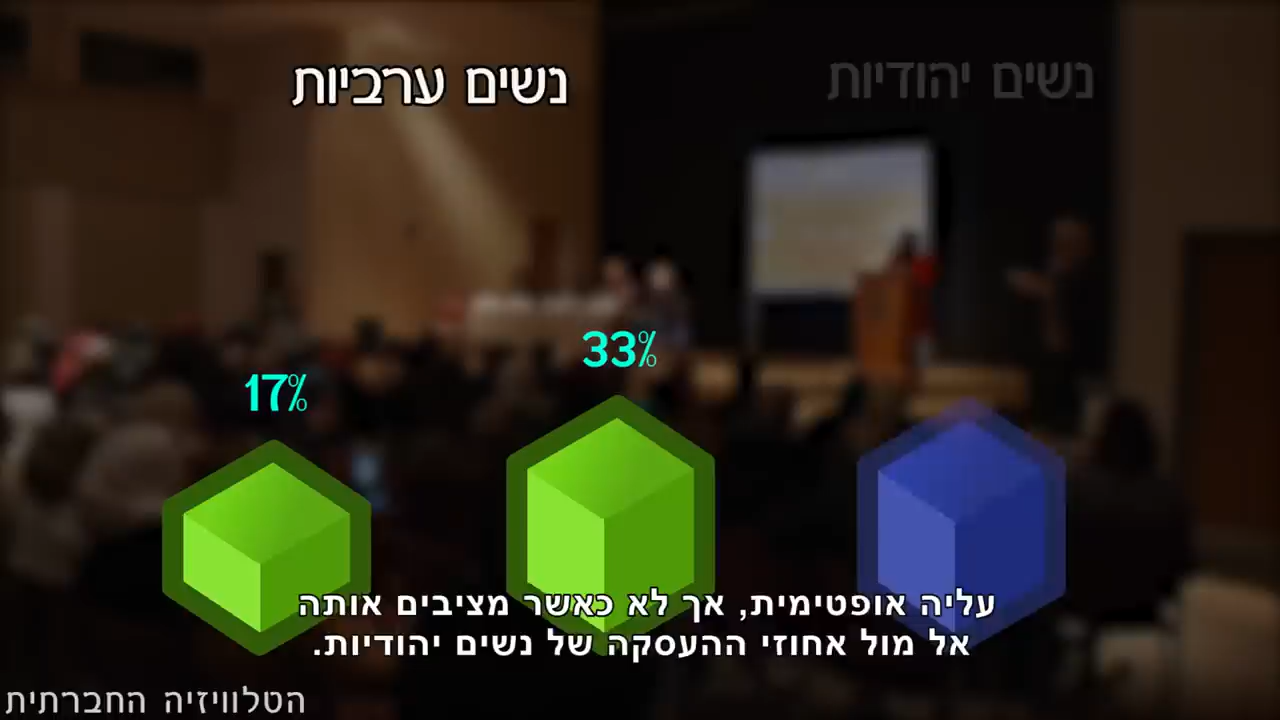 נשים יהודיות
נשים ערביות
33%
17%
עליה אופטימית, אך לא כאשר מציבים אותה
אל מול אחוזי ההעסקה של נשים יהודיות.
הטלוויזיה החברתית